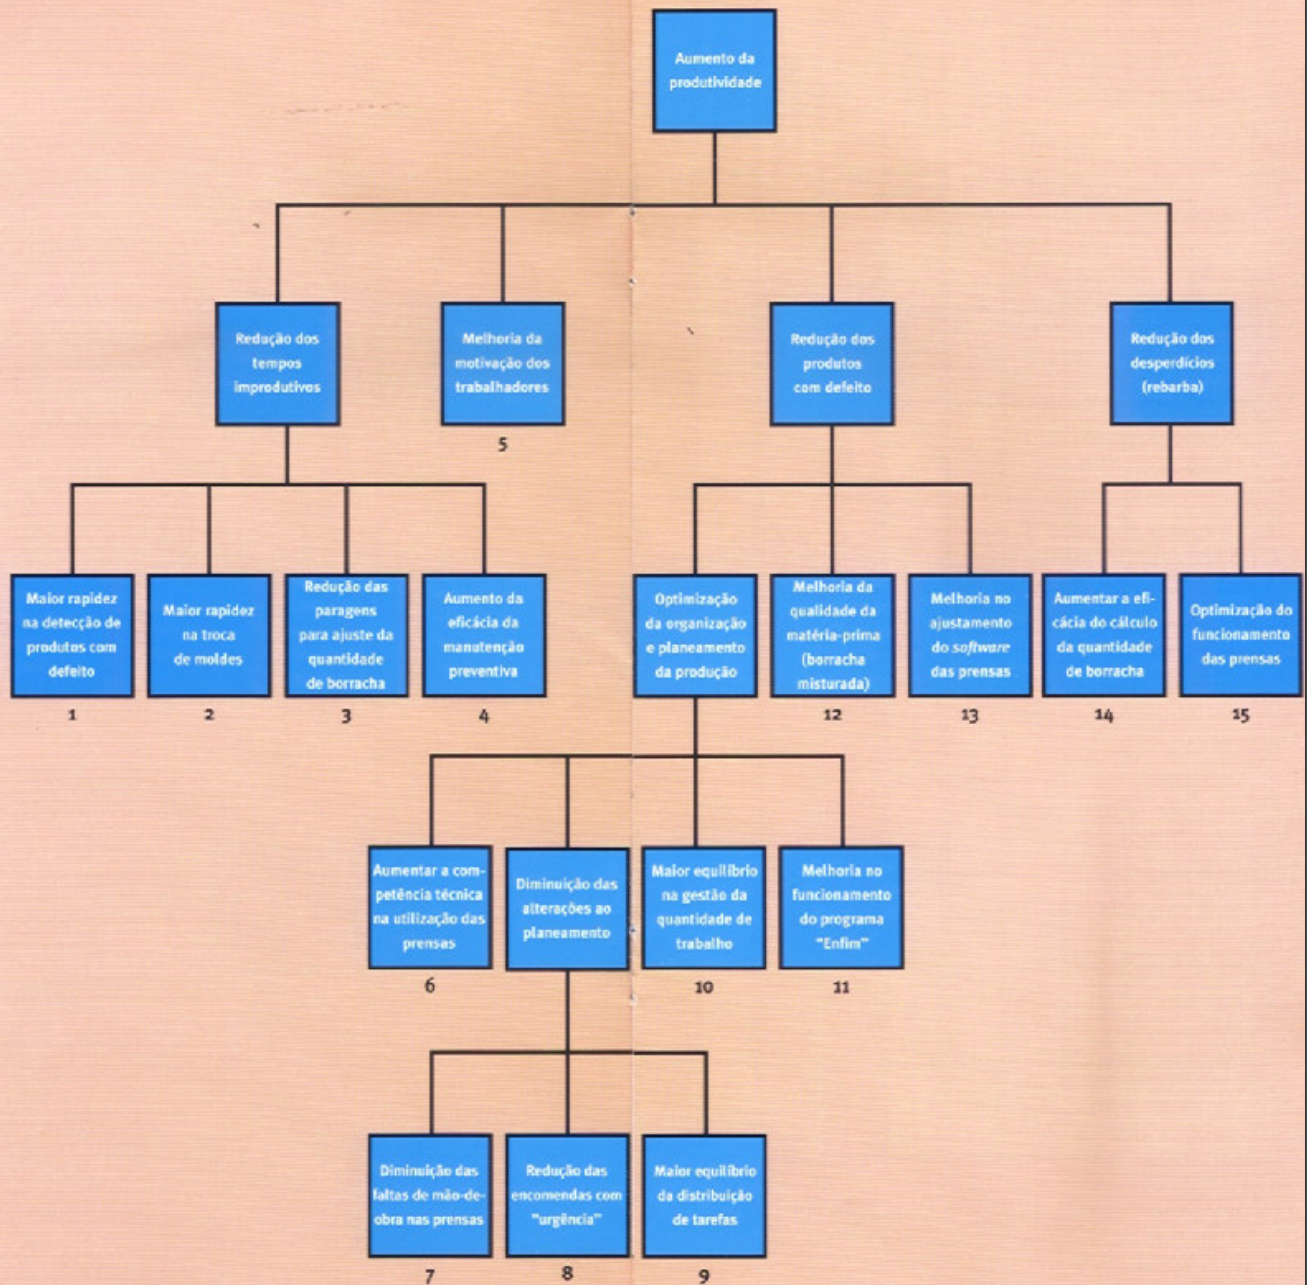 Aumento da
produtividade
Redução dos
tempos
improdutivos
Melhoria da
motivação dos
trabalhadores
5
Redução dos
produtos
com defeito
Redução dos
desperdícios
(rebarba)
Maior rapidez
na detecção de
produtos com
defeito
1
Maior rapidez
na troca
de moldes
2
Redução das
paragens
para ajuste da
quantidade
de borracha
3
Aumento da
eficácia da
manutenção
preventiva
4
Optimização
da organização
e planeamento
da produção
Melhoria da
qualidade da
matéria-prima
(borracha
misturada)
12
Melhoria no
ajustamento
do software
das prensas
13
Aumentar a efi-
cácia do cálculo
da quantidade
de borracha
14
Optimização do
funcionamento
das prensas
15
Aumentar a com-
petência técnica
na utilização das
prensas
6
Diminuição das
alterações ao
planeamento
Maior equilíbrio
na gestão da
quantidade de
trabalho
10
Melhoria no
funcionamento
do programa
"Enfim"
11
Diminuição das
faltas de mão-de-
obra nas prensas
7
Redução das
encomendas com
"urgência"
8
Maior equilíbrio
da distribuição
de tarefas
9